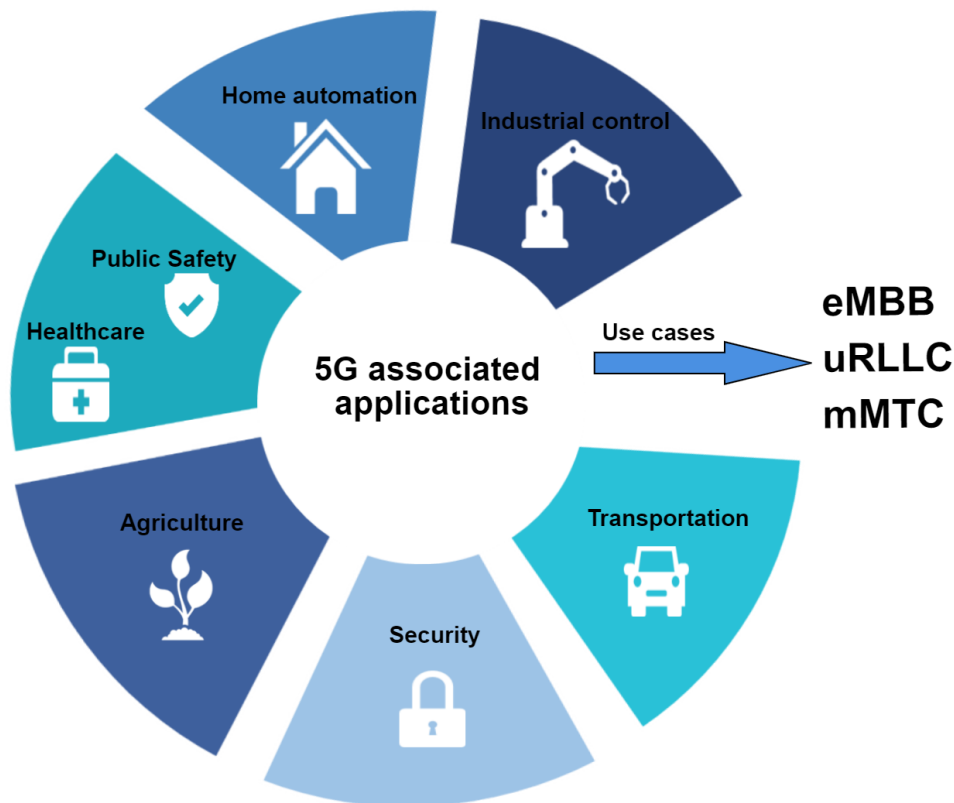 Home automation
Industrial control
Public Safety
Healthcare
5G associated
applications
Use cases
eMBB
uRLLC
mMTC
Agriculture
Transportation
Security